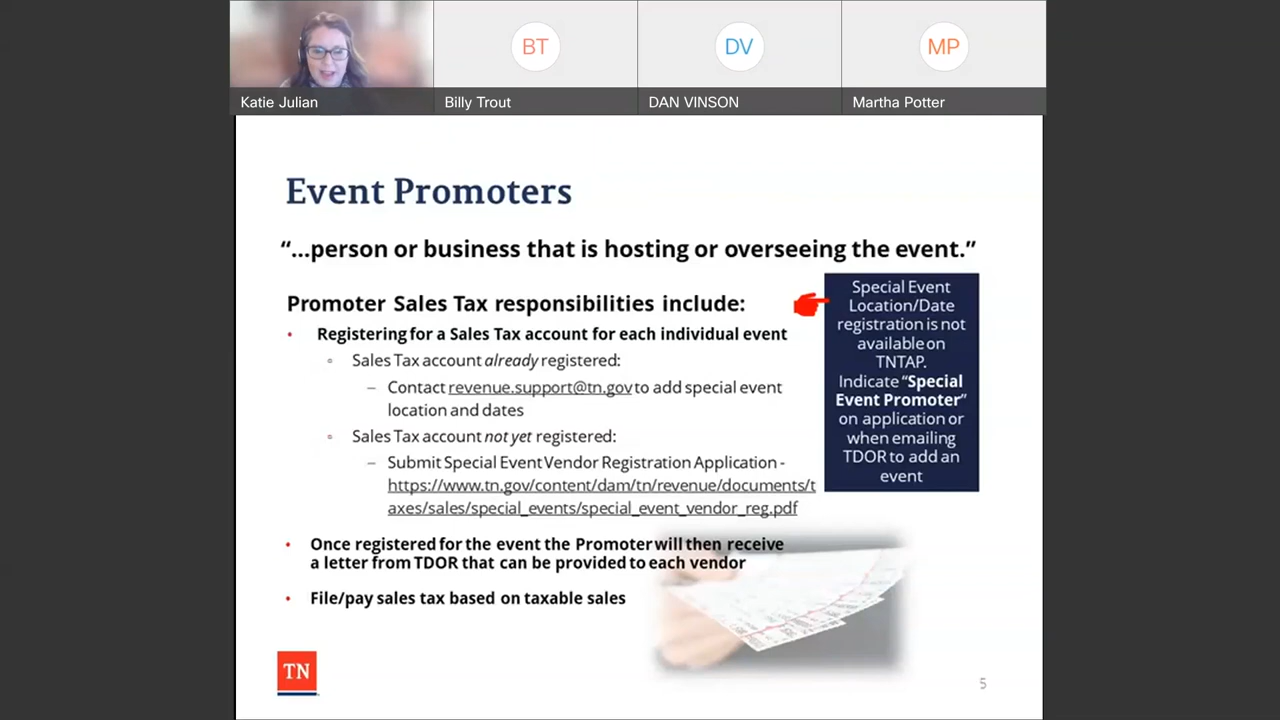 BT
DV
MP
Katie Julian
Billy Trout
DAN VINSON
Martha Potter
Event Promoters
“...person or business that is hosting or overseeing the event.”
Promoter Sales Tax responsibilities include:
• Registering for a Sales Tax account for each individual event
▫ Sales Tax account already registered:
– Contact revenue.support@tn.gov to add special event
location and dates
▫ Sales Tax account not yet registered:
– Submit Special Event Vendor Registration Application -
https://www.tn.gov/content/dam/tn/revenue/documents/t
axes/sales/special_events/special_event_vendor_reg.pdf
• Once registered for the event the Promoter will then receive
a letter from TDOR that can be provided to each vendor
• File/pay sales tax based on taxable sales
Special Event
Location/Date
registration is not
available on
TNTAP.
Indicate “Special
Event Promoter”
on application or
when emailing
TDOR to add an
event
TN
5